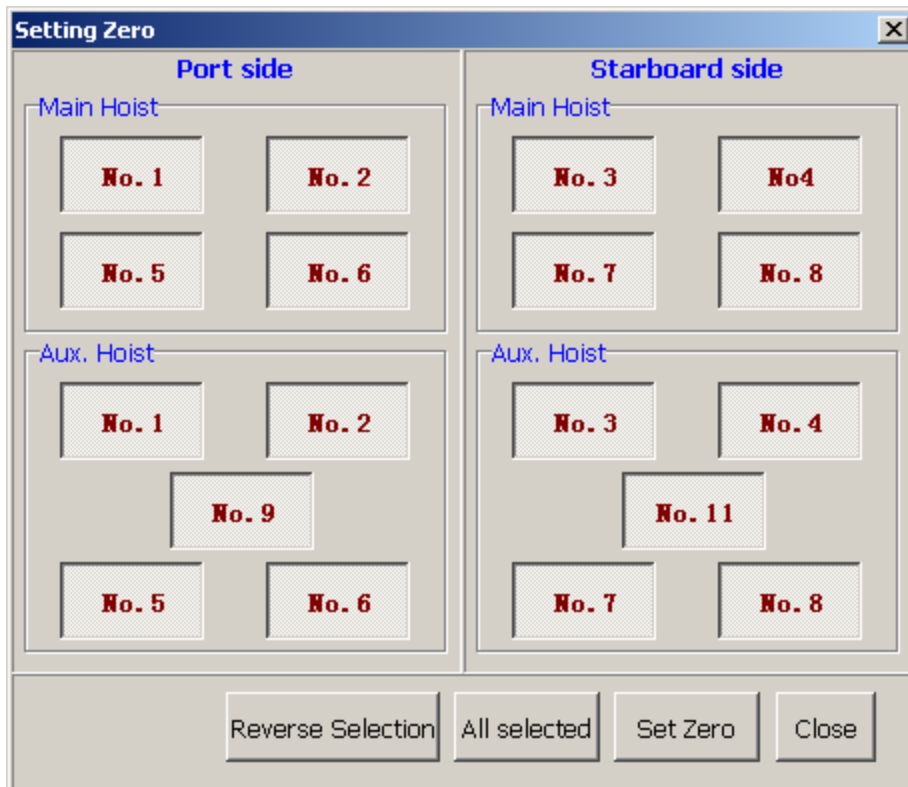 Setting Zero
Port side
Main Hoist
No. 1 No. 2
No. 5 No. 6
Aux. Hoist
No. 1 No. 2
No. 9
No. 5 No. 6
Starboard side
Main Hoist
No. 3 No4
No. 7 No. 8
Aux. Hoist
No. 3 No. 4
No. 11
No. 7 No. 8
Reverse Selection All selected Set Zero Close